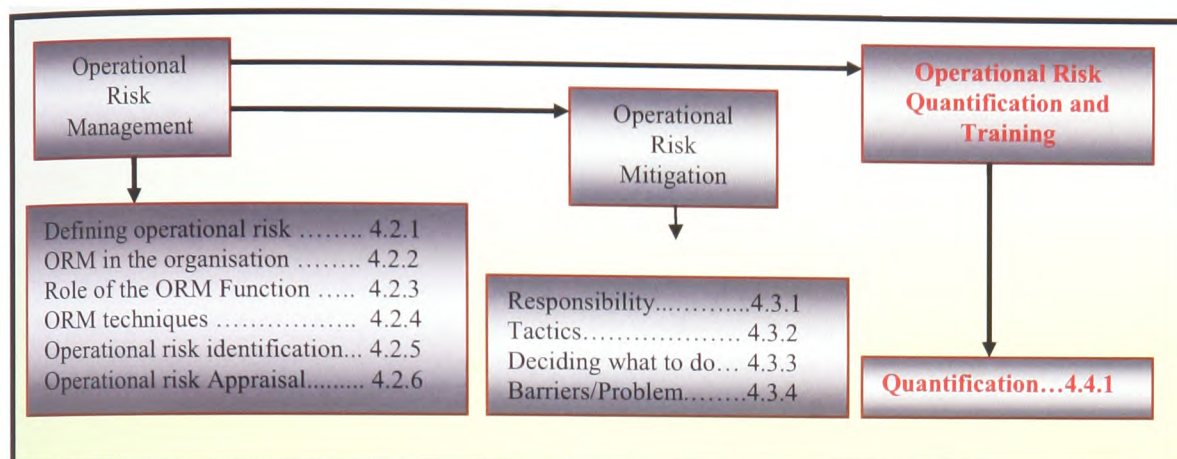 Operational
Risk
Management
Operational
Risk
Mitigation
Operational Risk
Quantification and
Training
Defining operational risk …….. 4.2.1
ORM in the organisation …….. 4.2.2
Role of the ORM Function ….. 4.2.3
ORM techniques …………….. 4.2.4
Operational risk identification... 4.2.5
Operational risk Appraisal......... 4.2.6
Responsibility...……....4.3.1
Tactics………………. 4.3.2
Deciding what to do… 4.3.3
Barriers/Problem……..4.3.4
Quantification…4.4.1